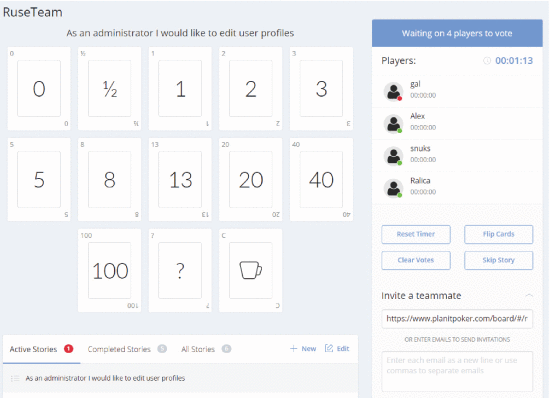 RuseTeam
As an administrator I would like to edit user profiles
0
0
0
½
½
½
1
1
1
2
2
2
3
3
3
5
5
5
8
8
8
13
13
13
20
20
20
40
40
40
100
100
100
?
?
?
C
C
Active Stories 1
Completed Stories
All Stories
+ New
Edit
As an administrator I would like to edit user profiles
Waiting on 4 players to vote
Players:
00:01:13
gal
00:00:00
Alex
00:00:00
snuks
00:00:00
Ralica
00:00:00
Reset Timer
Flip Cards
Clear Votes
Skip Story
Invite a teammate
https://www.planitpoker.com/board/#/r
OR ENTER EMAILS TO SEND INVITATIONS
Enter each email as a new line or use
commas to separate emails